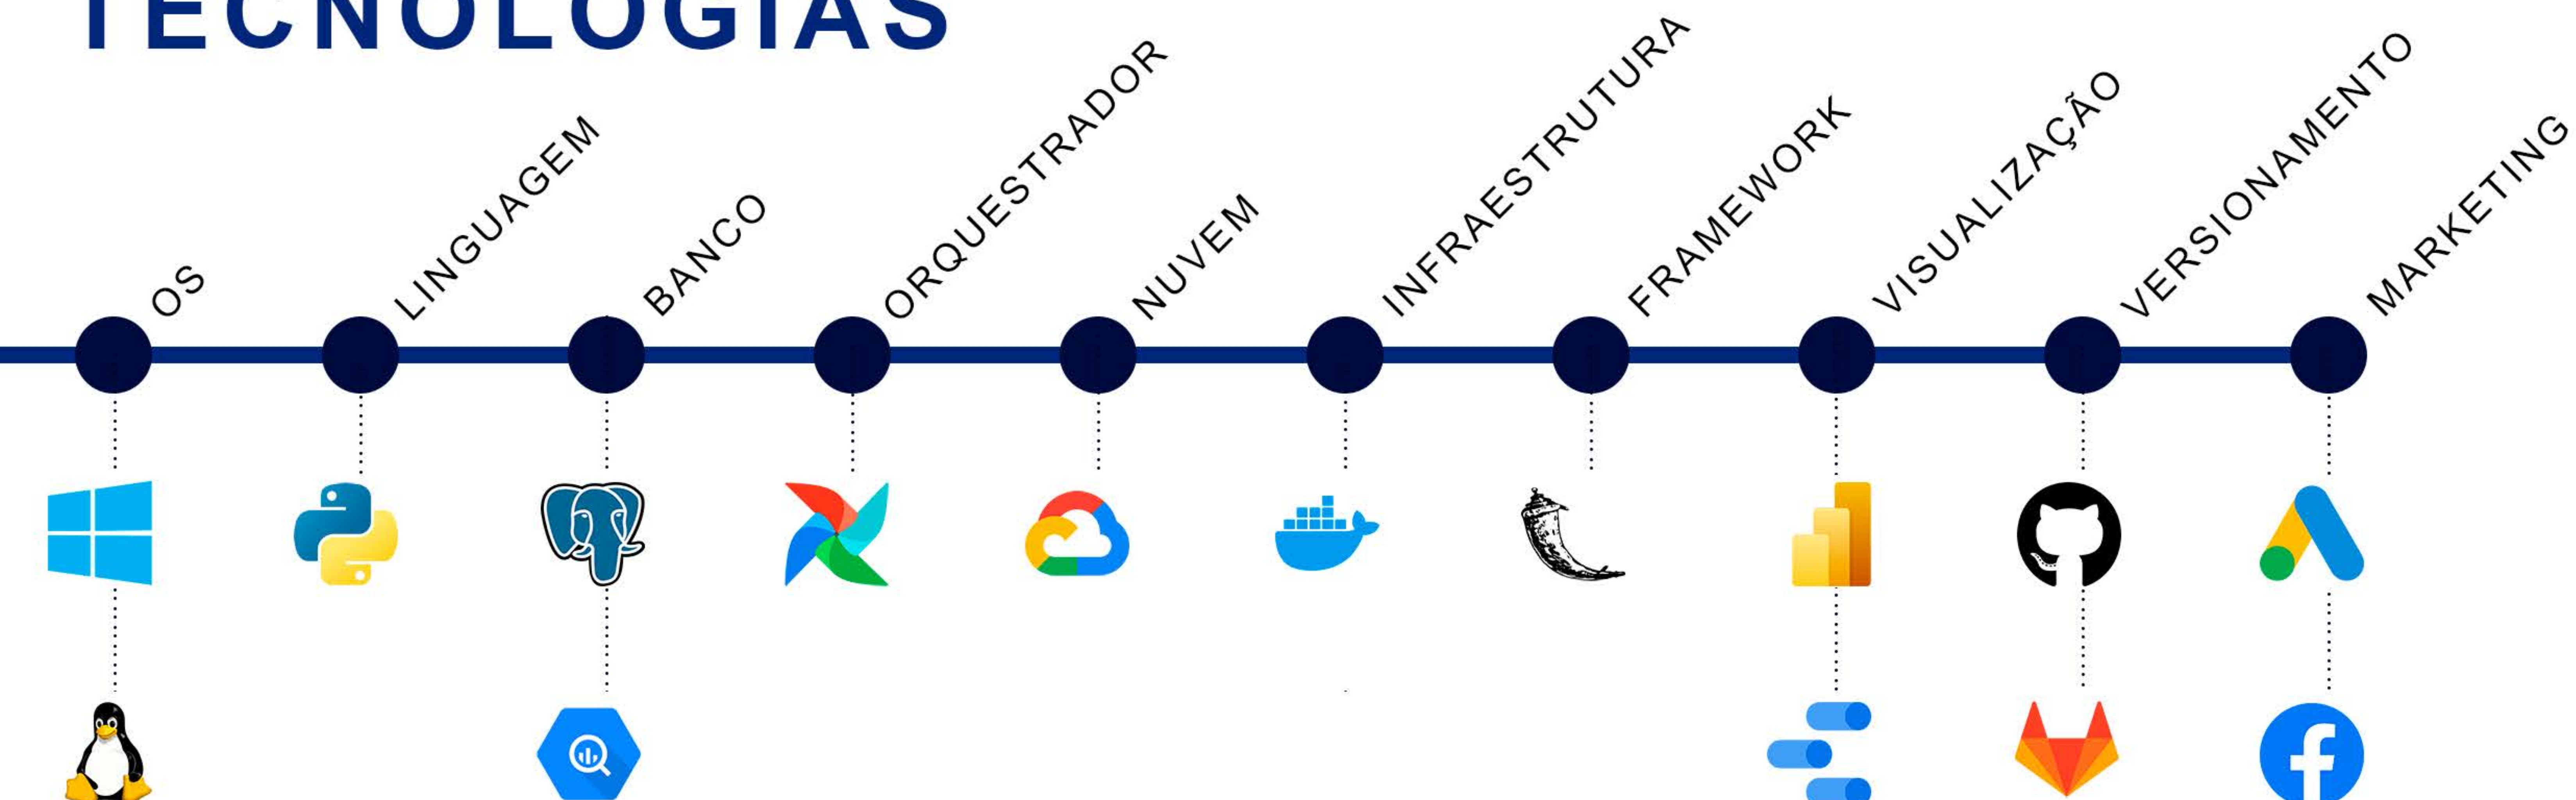 TECNOLOGIAS
OS
LINGUAGEM
BANCO
ORQUESTRADOR
NUVEM
INFRAESTRUTURA
FRAMEWORK
VISUALIZAÇÃO
VERSIONAMENTO
MARKETING